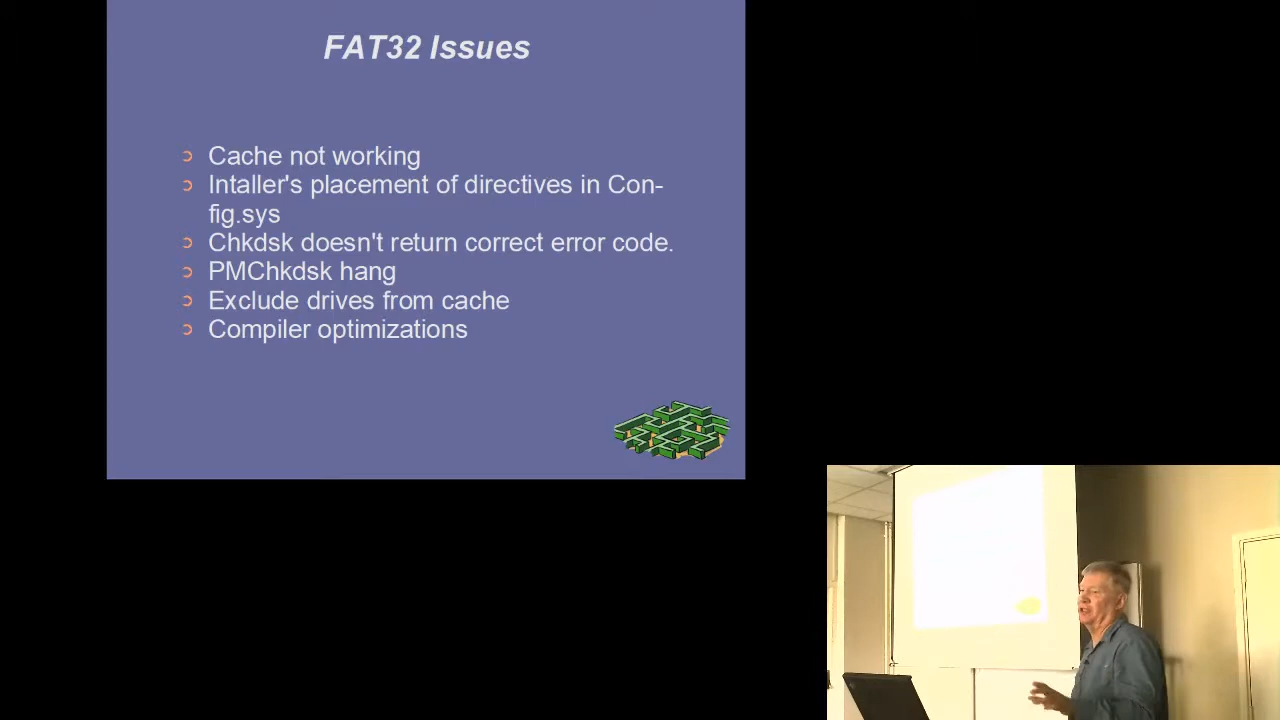 FAT32 Issues
Cache not working
Intaller's placement of directives in Con-
fig.sys
Chkdsk doesn't return correct error code.
PMChkdsk hang
Exclude drives from cache
Compiler optimizations